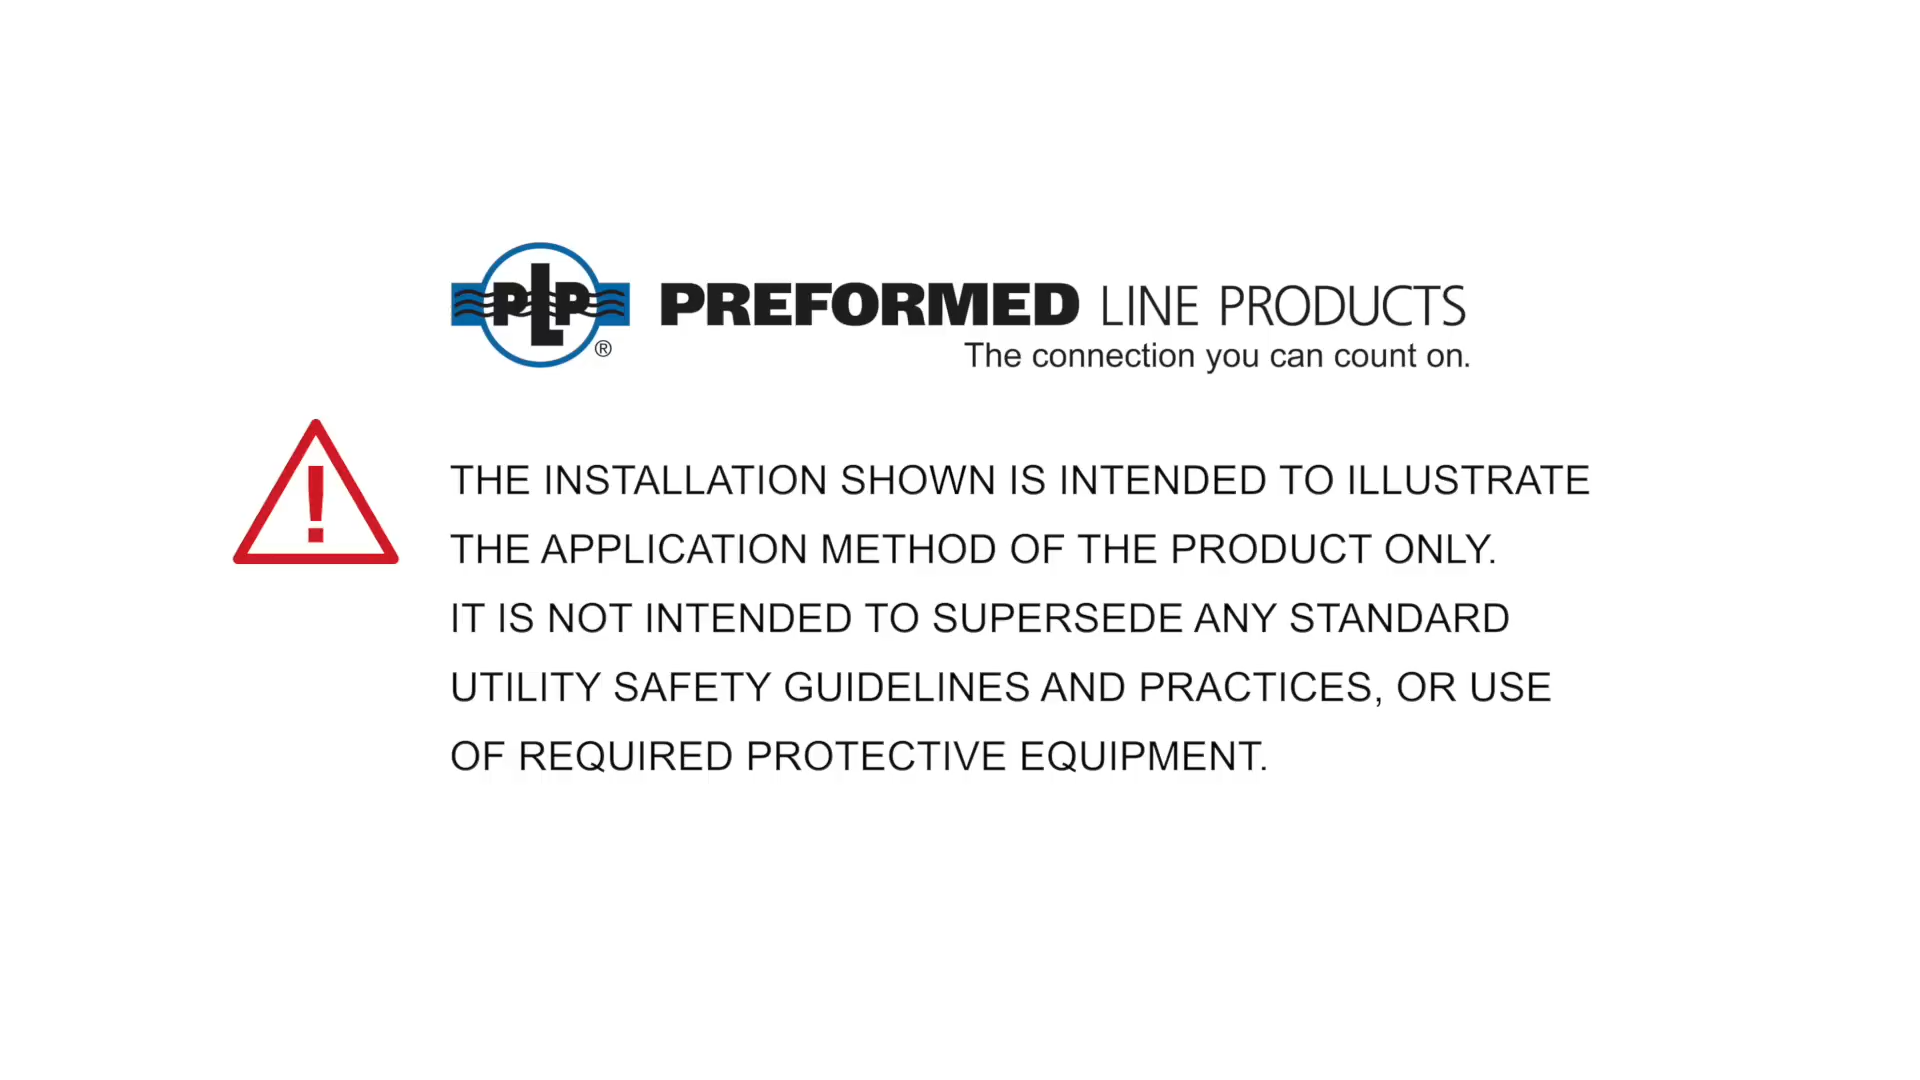 PLP®
PREFORMED LINE PRODUCTS
The connection you can count on.
!
THE INSTALLATION SHOWN IS INTENDED TO ILLUSTRATE
THE APPLICATION METHOD OF THE PRODUCT ONLY.
IT IS NOT INTENDED TO SUPERSEDE ANY STANDARD
UTILITY SAFETY GUIDELINES AND PRACTICES, OR USE
OF REQUIRED PROTECTIVE EQUIPMENT.